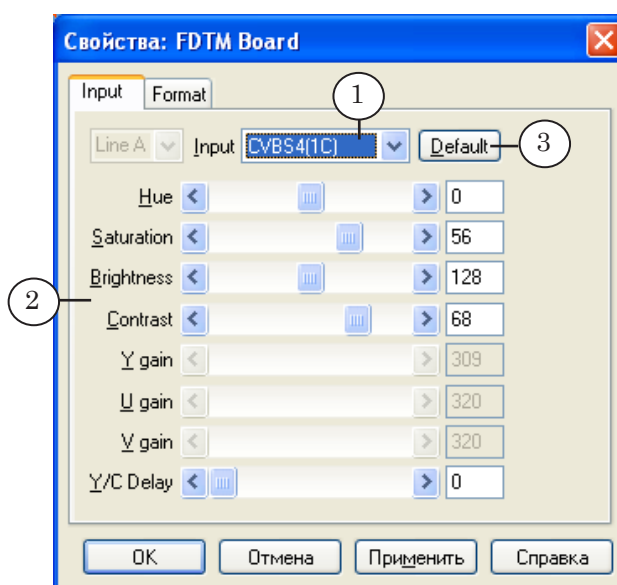 Свойства: FDTM Board
Input Format
1
Line A Input CVBS4(1C) Default 3
Hue 0
Saturation 56
Brightness 128
2
Contrast 68
Y gain 309
U gain 320
V gain 320
Y/C Delay 0
OK Отмена Применить Справка